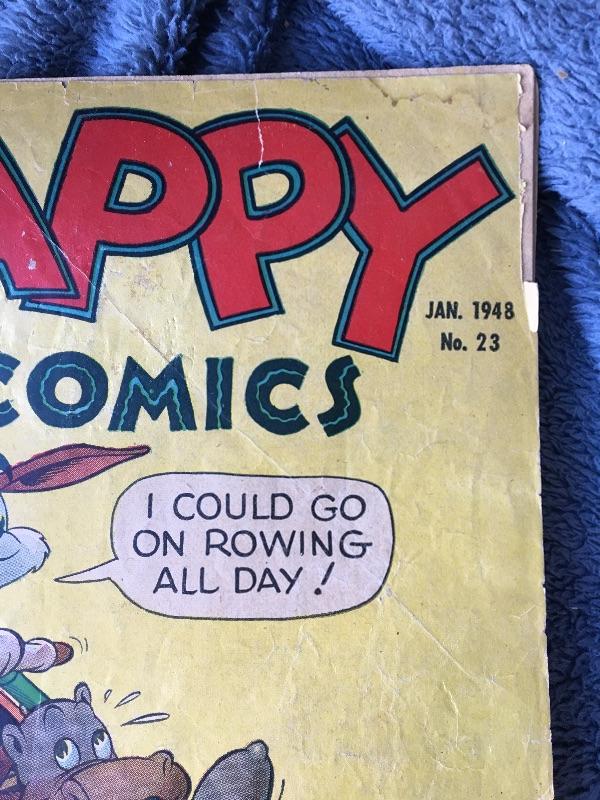 APPY
COMICS
JAN. 1948
No. 23
I COULD GO
ON ROWING
ALL DAY!